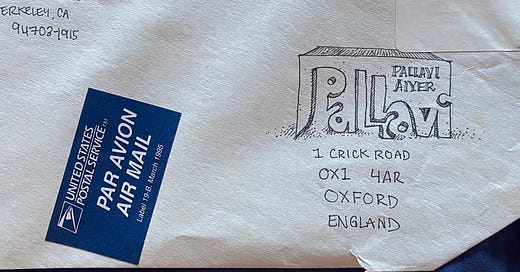 ERKELEY, CA
94703-1915
UNITED STATES
POSTAL SERVICE™
PAR AVION
AIR MAIL
Label 19-B, March 1995
Pallavi
PALLAVI
AIYER
1 CRICK ROAD
OX1 4AR
OXFORD
ENGLAND